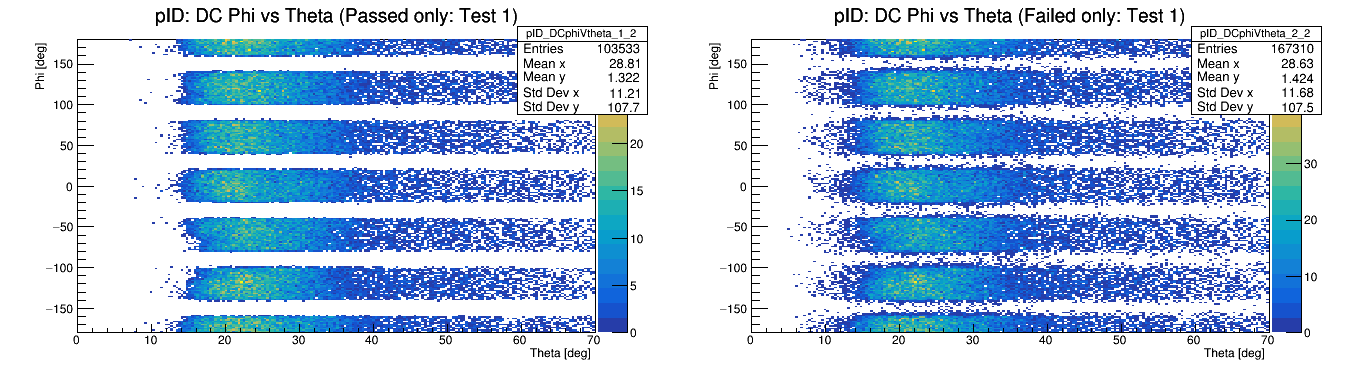 pID: DC Phi vs Theta (Passed only: Test 1)
pID_DCphiVtheta_1_2
Entries 103533
Mean x 28.81
Mean y 1.322
Std Dev x 11.21
Std Dev y 107.7
Phi [deg]
150
100
50
0
−50
−100
−150
20
15
10
5
0
0 10 20 30 40 50 60 70
Theta [deg]
pID: DC Phi vs Theta (Failed only: Test 1)
pID_DCphiVtheta_2_2
Entries 167310
Mean x 28.63
Mean y 1.424
Std Dev x 11.68
Std Dev y 107.5
Phi [deg]
150
100
50
0
−50
−100
−150
30
20
10
0
0 10 20 30 40 50 60 70
Theta [deg]